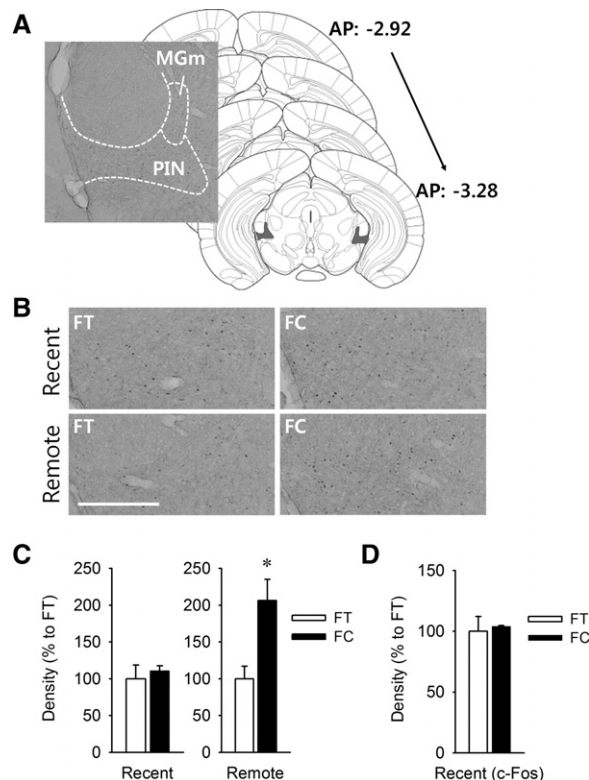 A
MGm
PIN
AP: -2.92
AP: -3.28
B
Recent
FT
FC
Remote
FT
FC
C
Density (% to FT)
250
200
150
100
50
0
Recent
250
200
150
100
50
0
*
Remote
FT
FC
D
Density (% to FT)
150
100
50
0
Recent (c-Fos)
FT
FC